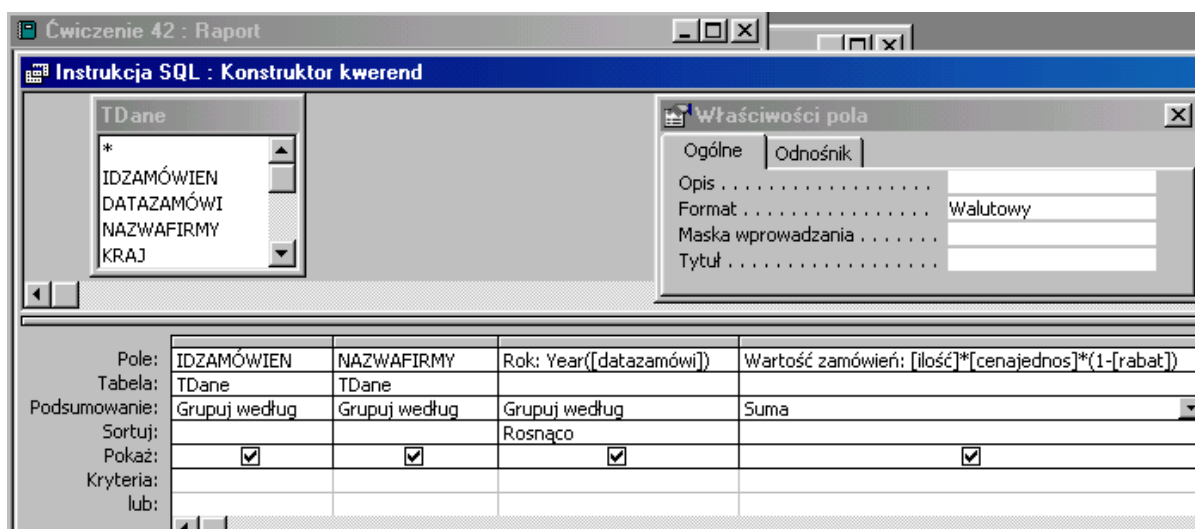 Ćwiczenie 42 : Raport
Instrukcja SQL : Konstruktor kwerend
TDane
*
IDZAMÓWIEN
DATAZAMÓWI
NAZWAFIRMY
KRAJ
Właściwości pola
Ogólne Odnośnik
Opis . . . . . . . . . . . . . . . . . .
Format . . . . . . . . . . . . . . . . Walutowy
Maska wprowadzania . . . . . . .
Tytuł . . . . . . . . . . . . . . . . . .
Pole: IDZAMÓWIEN NAZWAFIRMY Rok: Year([datazamówi]) Wartość zamówień: [ilość]*[cenajednos]*(1-[rabat])
Tabela: TDane TDane
Podsumowanie: Grupuj według Grupuj według Grupuj według Suma
Sortuj: Rosnąco
Pokaż:
Kryteria:
lub: